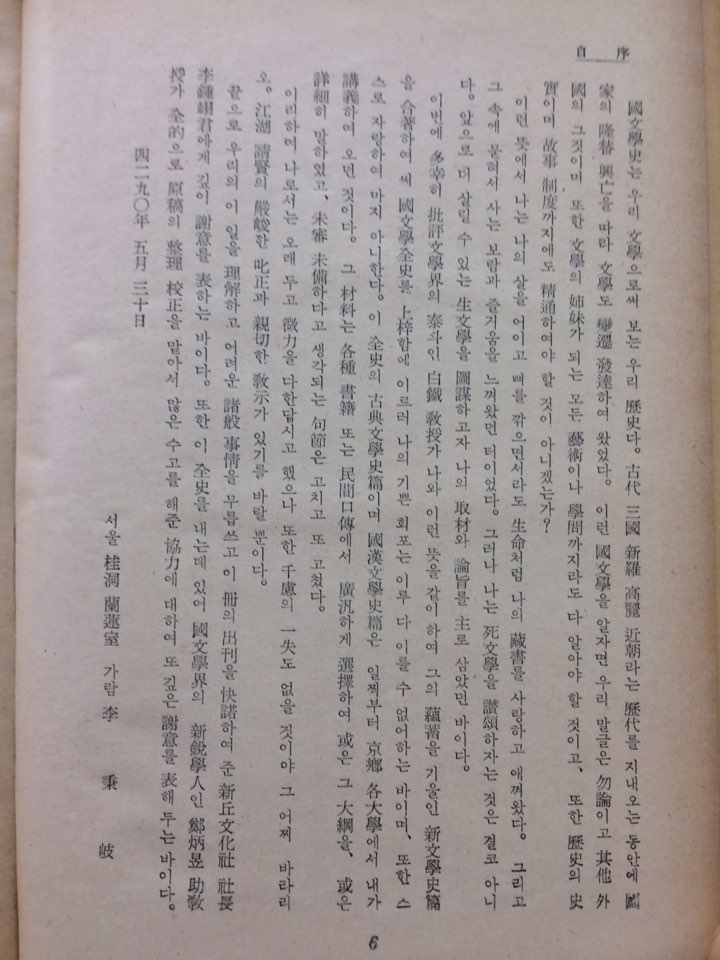 自序
國文學史는 우리 文學으로써 보는 우리 歷史다。古代 三國 新羅 高麗 近朝라는 歷代를 지내오는 동안에 國
家의 隆替 興亡을 따라 文學도 變遷 發達하여 왔었다。이런 國文學을 알자면 우리 말글은 勿論이고 其他 外
國의 그것이며 또한 文學의 姉妹가 되는 모든 藝術이나 學問까지라도 다 알아야 할 것이고、또한 歷史의 史
實이며 故事 制度까지에도 精通하여야 할 것이 아니겠는가?
이런 뜻에서 나는 나의 살을 어이고 뼈를 깎으면서라도 生命처럼 나의 藏書를 사랑하고 애껴왔다。그리고
그 속에 묻혀서 사는 보람과 즐거움을 느껴왔던 터이었다。그러나 나는 死文學을 讚頌하자는 것은 결코 아니
다。앞으로 더 살릴 수 있는 生文學을 圖謀하고자 나의 取材와 論旨를 主로 삼았던 바이다。
이번에 多幸히 批評文學界의 泰斗인 白鐵 敎授가 나와 이런 뜻을 같이 하여 그의 蘊蓄을 기울인 新文學史篇
을 合著하여 써 國文學全史를 上梓함에 이르러 나의 기쁜 회포는 이루 다 이를 수 없어하는 바이며、또한 스
스로 자랑하여 마지 아니한다。이 全史의 古典文學史篇이며 國漢文學史篇은 일찌부터 京鄕 各大學에서 내가
講義하여 오던 것이다。그 材料는 各種 書籍 또는 民間口傳에서 廣汎하게 選擇하여 或은 그 大綱을、或은
詳細히 말하였고、未審 未備하다고 생각되는 句節은 고치고 또 고쳤다。
이리하여 나로서는 오래 두고 微力을 다한답시고 했으나 또한 千慮의 一失도 없을 것이야 그 어찌 바라리
오。江湖 諸賢의 嚴峻한 叱正과 親切한 敎示가 있기를 바랄 뿐이다。
끝으로 우리의 이 일을 理解하고 어려운 諸般 事情을 무릅쓰고 이 冊의 出刊을 快諾하여 준 新丘文化社 社長
李鍾翊君에게 깊이 謝意를 表하는 바이다。또한 이 全史를 내는데 있어 國文學界의 新銳學人인 鄭炳昱 助敎
授가 全的으로 原稿의 整理 校正을 맡아서 많은 수고를 해준 協力에 대하여 또 깊은 謝意를 表해 두는 바이다。
四二九〇年 五月 三十日
서울 桂洞 蘭蓮室 가람 李秉岐
6